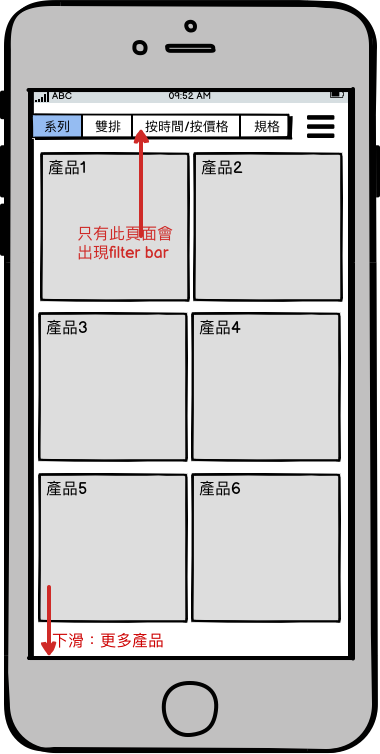 ABC 09:52 AM
系列 雙排 按時間/按價格 規格
產品1 產品2
只有此頁面會
出現filter bar
產品3 產品4
產品5 產品6
下滑：更多產品